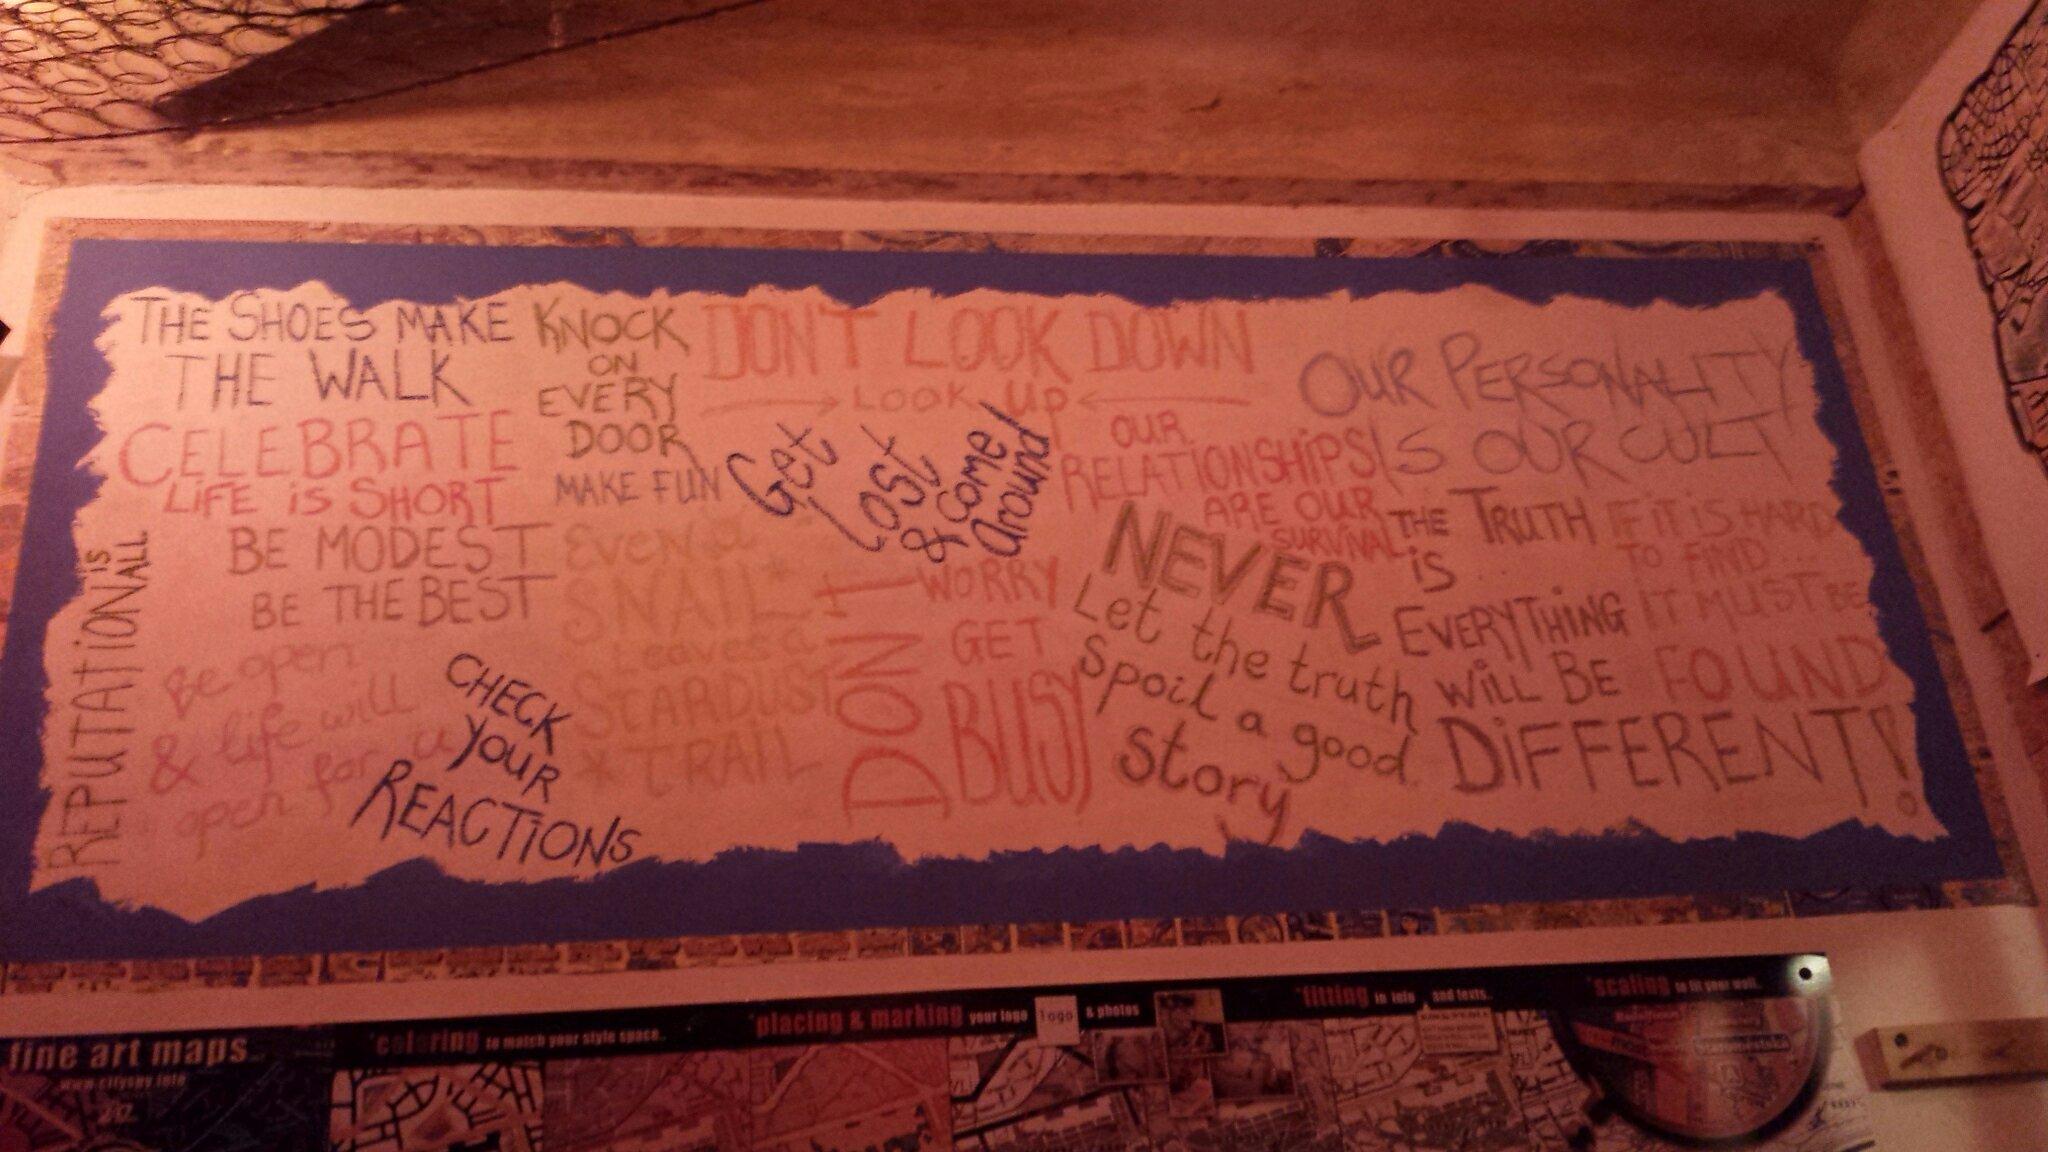 THE SHOES MAKE
THE WALK
CELEBRATE
LiFE iS SHORT
BE MODEST
BE THE BEST
REPUTATiON
iS
ALL
Be open
& life will
open for u
CHECK
YOUR
REACTiONS
KNOCK
ON
EVERY
DOOR
MAKE FUN
Even a
SNAIL*
Leaves a
STARDUST
*TRAIL
DON'T LOOK DOWN
LOOK UP
Get
Lost
& come
Around
DON'T
WORRY
GET
BUSY
OUR
RELATIONSHiPS
ARE OUR
SURVIVAL
NEVER
Let the truth
Spoil a good
Story
OUR PERSONALITY
IS OUR CULT
THE TRUTH
iS
EVERYTHING
WiLL BE
DiFFERENT!
IF IT IS HARD
TO FIND...
IT MUST BE
FOUND
fine art maps...
www.cityspy.info
*coloring to match your style space..
*placing & marking your logo logo & photos
*fitting in info and texts..
*scaling to fit your wall..